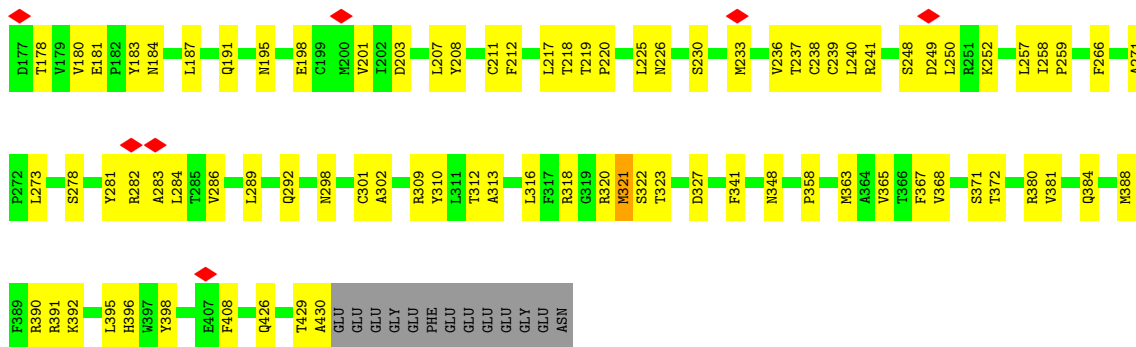 D177 T178 V179 V180 E181 P182 Y183 N184 L187 Q191 N195 E198 C199 M200 V201 I202 D203 L207 Y208 C211 F212 L217 T218 T219 P220 L225 N226 S230 M233 V236 T237 C238 C239 L240 R241 S248 D249 L250 R251 K252 L257 I258 P259 F266 A271
P272 L273 S278 Y281 R282 A283 L284 T285 V286 L289 Q292 N298 C301 A302 R309 Y310 L311 T312 A313 L316 F317 R318 G319 R320 M321 S322 T323 D327 F341 N348 P358 M363 A364 V365 T366 F367 V368 S371 T372 R380 V381 Q384 M388
F389 R390 R391 K392 L395 H396 W397 Y398 E407 F408 Q426 T429 A430 GLU GLU GLU GLY GLU PHE GLU GLU GLU GLU GLY GLU ASN